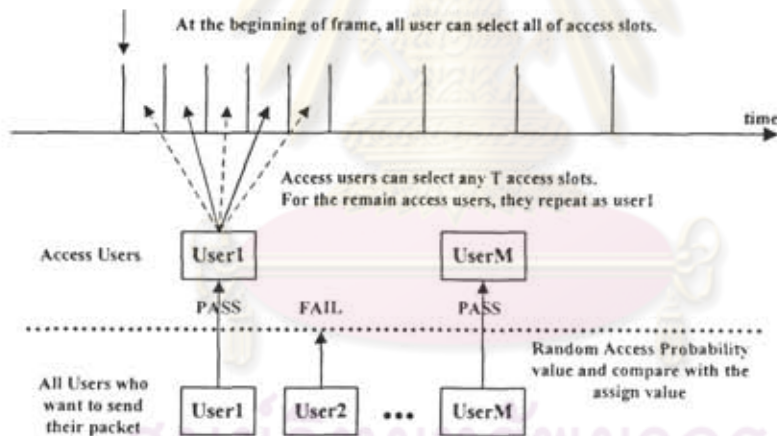 At the beginning of frame, all user can select all of access slots.
time
Access users can select any T access slots.
For the remain access users, they repeat as user1
Access Users
User1
UserM
PASS
FAIL
PASS
Random Access Probability
value and compare with the
assign value
All Users who
want to send
their packet
User1
User2
•••
UserM